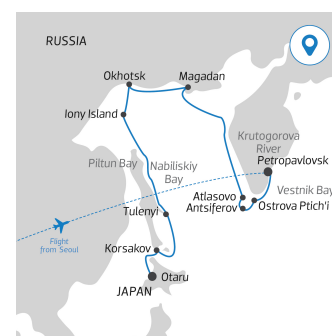 RUSSIA
Okhotsk
Magadan
Iony Island
Krutogorova
River
Petropavlovsk
Piltun Bay
Nabiliskiy
Bay
Vestnik Bay
Atlasovo
Antsiferov
Ostrova Ptich'i
Tulenyi
Flight
from Seoul
Korsakov
JAPAN
Otaru